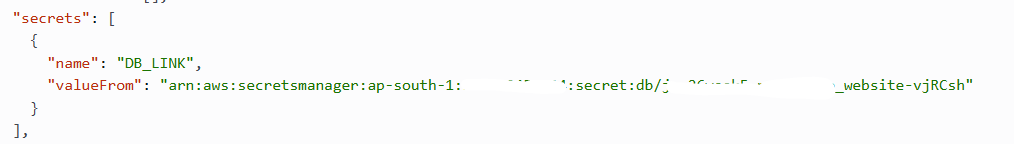 "secrets": [
{
"name": "DB_LINK",
"valueFrom": "arn:aws:secretsmanager:ap-south-1: :secret:db/j _website-vjRCsh"
}
],